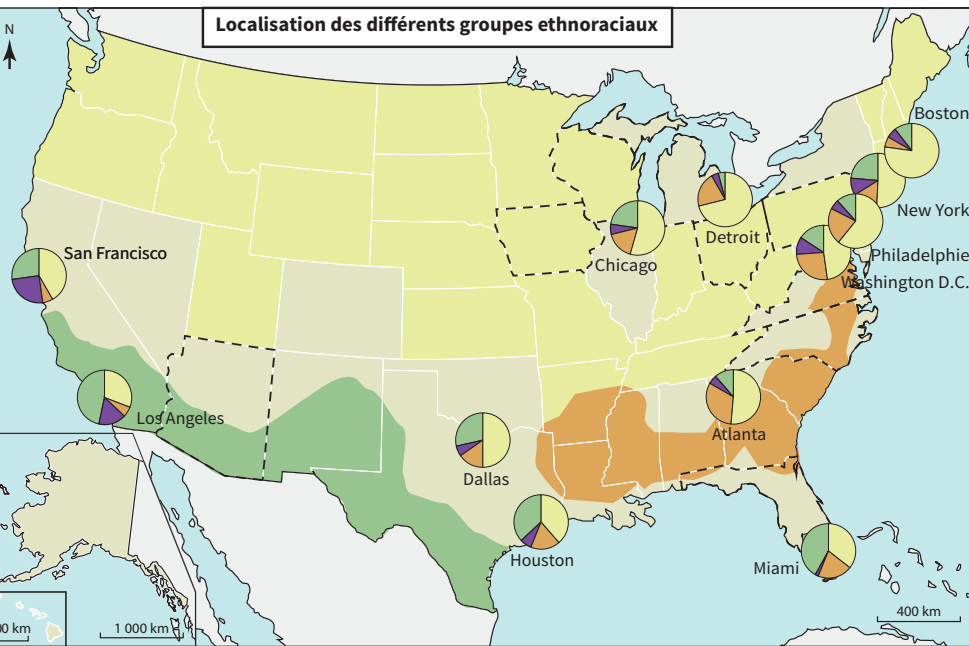 Localisation des différents groupes ethnoraciaux
N
Boston
San Francisco
New York
Detroit
Chicago
Philadelphie
Washington D.C.
Los Angeles
Atlanta
Dallas
Houston
Miami
400 km
1 000 km